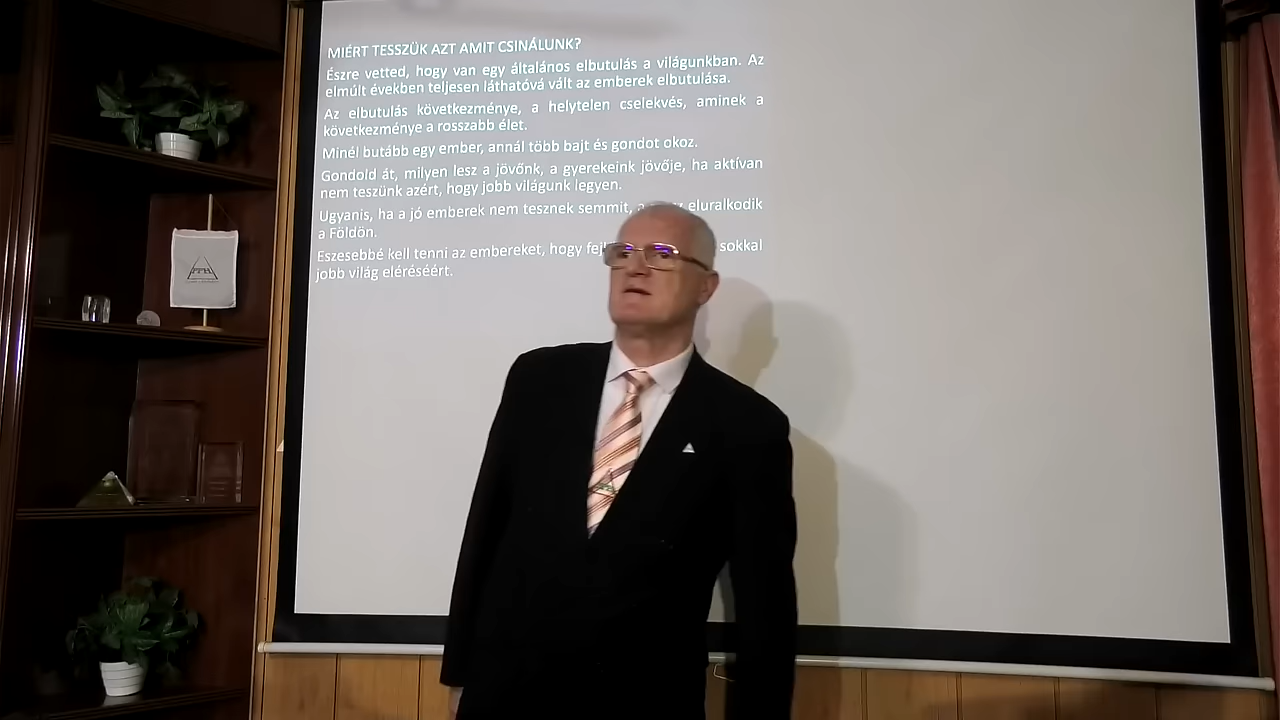 MIÉRT TESSZÜK AZT AMIT CSINÁLUNK?
Észre vetted, hogy van egy általános elbutulás a világunkban. Az
elmúlt években teljesen láthatóvá vált az emberek elbutulása.
Az elbutulás következménye, a helytelen cselekvés, aminek a
következménye a rosszabb élet.
Minél butább egy ember, annál több bajt és gondot okoz.
Gondold át, milyen lesz a jövőnk, a gyerekeink jövője, ha aktívan
nem teszünk azért, hogy jobb világunk legyen.
Ugyanis, ha a jó emberek nem tesznek semmit, eluralkodik
a Földön.
Eszesebbé kell tenni az embereket, hogy sokkal
jobb világ eléréséért.